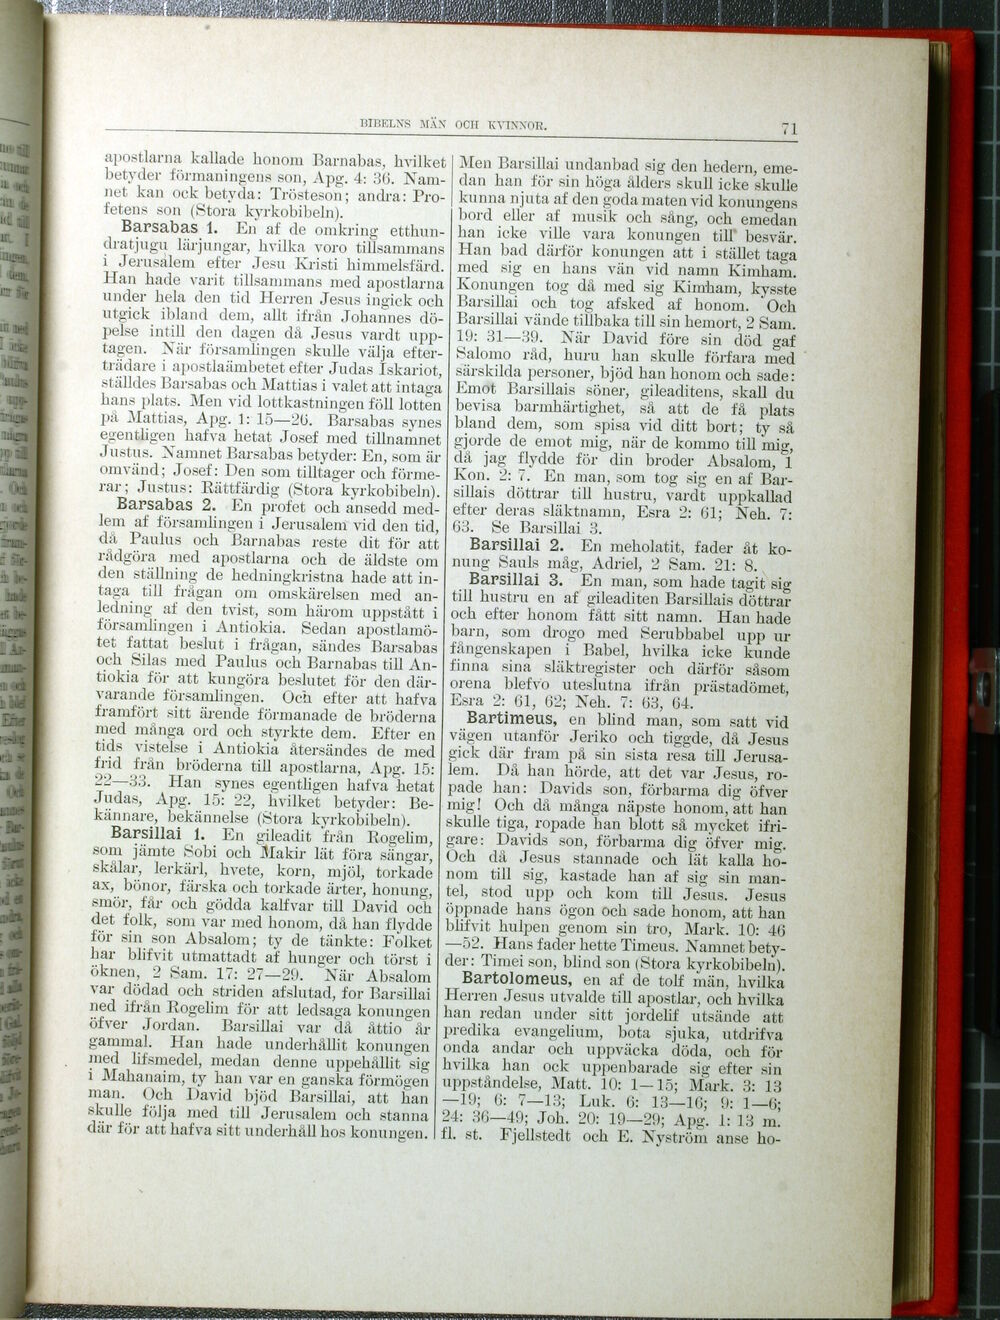 BIBELNS MÄN OCH KVINNOR.
71
apostlarna kallade honom Barnabas, hvilket
betyder förmaningens son, Apg. 4: 36. Nam-
net kan ock betyda: Trösteson; andra: Pro-
fetens son (Stora kyrkobibeln).
Barsabas 1. En af de omkring etthun-
dratjugu lärjungar, hvilka voro tillsammans
i Jerusalem efter Jesu Kristi himmelsfärd.
Han hade varit tillsammans med apostlarna
under hela den tid Herren Jesus ingick och
utgick ibland dem, allt ifrån Johannes dö-
pelse intill den dagen då Jesus vardt upp-
tagen. När församlingen skulle välja efter-
trädare i apostlaämbetet efter Judas Iskariot,
ställdes Barsabas och Mattias i valet att intaga
hans plats. Men vid lottkastningen föll lotten
på Mattias, Apg. 1: 15—26. Barsabas synes
egentligen hafva hetat Josef med tillnamnet
Justus. Namnet Barsabas betyder: En, som är
omvänd; Josef: Den som tilltager och förme-
rar; Justus: Rättfärdig (Stora kyrkobibeln).
Barsabas 2. En profet och ansedd med-
lem af församlingen i Jerusalem vid den tid,
då Paulus och Barnabas reste dit för att
rådgöra med apostlarna och de äldste om
den ställning de hedningkristna hade att in-
taga till frågan om omskärelsen med an-
ledning af den tvist, som härom uppstått i
församlingen i Antiokia. Sedan apostlamö-
tet fattat beslut i frågan, sändes Barsabas
och Silas med Paulus och Barnabas till An-
tiokia för att kungöra beslutet för den där-
varande församlingen. Och efter att hafva
framfört sitt ärende förmanade de bröderna
med många ord och styrkte dem. Efter en
tids vistelse i Antiokia återsändes de med
frid från bröderna till apostlarna, Apg. 15:
22—33. Han synes egentligen hafva hetat
Judas, Apg. 15: 22, hvilket betyder: Be-
kännare, bekännelse (Stora kyrkobibeln).
Barsillai 1. En gileadit från Rogelim,
som jämte Sobi och Makir lät föra sängar,
skålar, lerkärl, hvete, korn, mjöl, torkade
ax, bönor, färska och torkade ärter, honung,
smör, får och gödda kalfvar till David och
det folk, som var med honom, då han flydde
för sin son Absalom; ty de tänkte: Folket
har blifvit utmattadt af hunger och törst i
öknen, 2 Sam. 17: 27—29. När Absalom
var dödad och striden afslutad, for Barsillai
ned ifrån Rogelim för att ledsaga konungen
öfver Jordan. Barsillai var då åttio år
gammal. Han hade underhållit konungen
med lifsmedel, medan denne uppehållit sig
i Mahanaim, ty han var en ganska förmögen
man. Och David bjöd Barsillai, att han
skulle följa med till Jerusalem och stanna
där för att hafva sitt underhåll hos konungen.
Men Barsillai undanbad sig den hedern, eme-
dan han för sin höga ålders skull icke skulle
kunna njuta af den goda maten vid konungens
bord eller af musik och sång, och emedan
han icke ville vara konungen till besvär.
Han bad därför konungen att i stället taga
med sig en hans vän vid namn Kimham.
Konungen tog då med sig Kimham, kysste
Barsillai och tog afsked af honom. Och
Barsillai vände tillbaka till sin hemort, 2 Sam.
19: 31—39. När David före sin död gaf
Salomo råd, huru han skulle förfara med
särskilda personer, bjöd han honom och sade:
Emot Barsillais söner, gileaditens, skall du
bevisa barmhärtighet, så att de få plats
bland dem, som spisa vid ditt bort; ty så
gjorde de emot mig, när de kommo till mig,
då jag flydde för din broder Absalom, 1
Kon. 2: 7. En man, som tog sig en af Bar-
sillais döttrar till hustru, vardt uppkallad
efter deras släktnamn, Esra 2: 61; Neh. 7:
63. Se Barsillai 3.
Barsillai 2. En meholatit, fader åt ko-
nung Sauls måg, Adriel, 2 Sam. 21: 8.
Barsillai 3. En man, som hade tagit sig
till hustru en af gileaditen Barsillais döttrar
och efter honom fått sitt namn. Han hade
barn, som drogo med Serubbabel upp ur
fångenskapen i Babel, hvilka icke kunde
finna sina släktregister och därför såsom
orena blefvo uteslutna ifrån prästadömet,
Esra 2: 61, 62; Neh. 7: 63, 64.
Bartimeus, en blind man, som satt vid
vägen utanför Jeriko och tiggde, då Jesus
gick där fram på sin sista resa till Jerusa-
lem. Då han hörde, att det var Jesus, ro-
pade han: Davids son, förbarma dig öfver
mig! Och då många näpste honom, att han
skulle tiga, ropade han blott så mycket ifri-
gare: Davids son, förbarma dig öfver mig.
Och då Jesus stannade och lät kalla ho-
nom till sig, kastade han af sig sin man-
tel, stod upp och kom till Jesus. Jesus
öppnade hans ögon och sade honom, att han
blifvit hulpen genom sin tro, Mark. 10: 46
—52. Hans fader hette Timeus. Namnet bety-
der: Timei son, blind son (Stora kyrkobibeln).
Bartolomeus, en af de tolf män, hvilka
Herren Jesus utvalde till apostlar, och hvilka
han redan under sitt jordelif utsände att
predika evangelium, bota sjuka, utdrifva
onda andar och uppväcka döda, och för
hvilka han ock uppenbarade sig efter sin
uppståndelse, Matt. 10: 1—15; Mark. 3: 13
—19; 6: 7—13; Luk. 6: 13—16; 9: 1—6;
24: 36—49; Joh. 20: 19—29; Apg. 1: 13 m.
fl. st. Fjellstedt och E. Nyström anse ho-